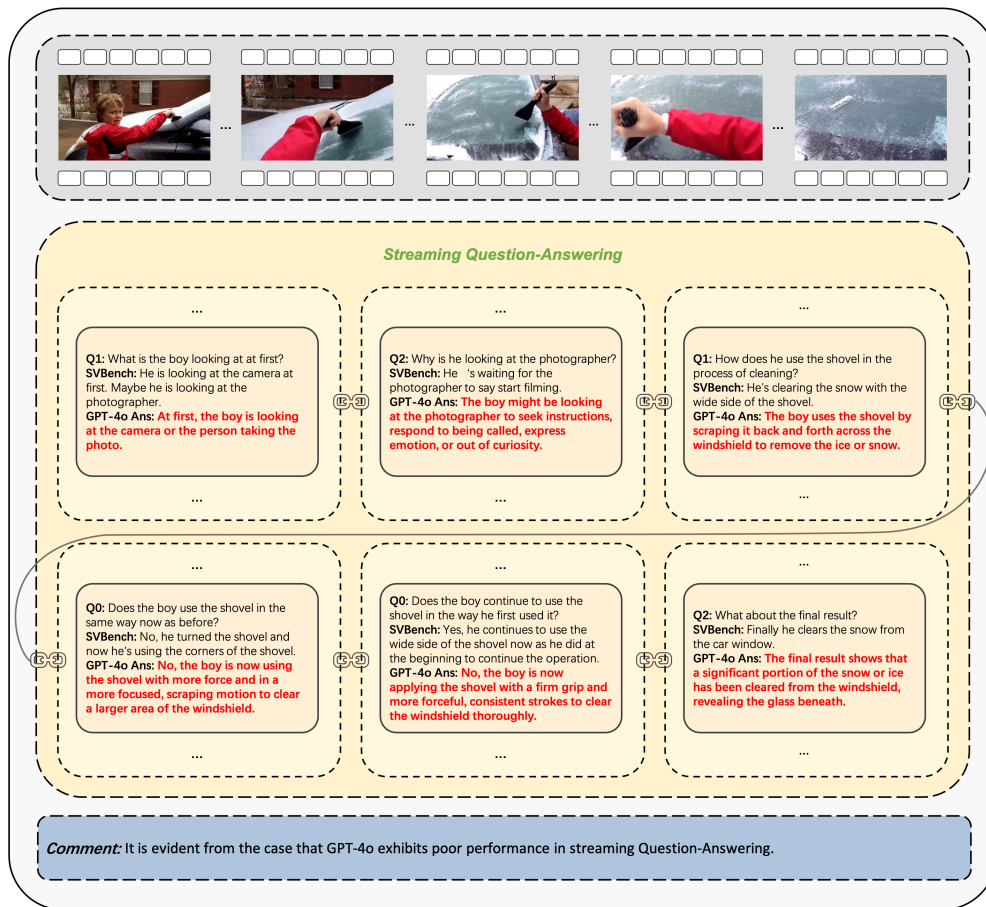 ...
...
...
...
Streaming Question-Answering
...
Q1: What is the boy looking at at first?
SVBench: He is looking at the camera at
first. Maybe he is looking at the
photographer.
GPT-4o Ans: At first, the boy is looking
at the camera or the person taking the
photo.
...
...
Q2: Why is he looking at the photographer?
SVBench: He 's waiting for the
photographer to say start filming.
GPT-4o Ans: The boy might be looking
at the photographer to seek instructions,
respond to being called, express
emotion, or out of curiosity.
...
...
Q1: How does he use the shovel in the
process of cleaning?
SVBench: He's clearing the snow with the
wide side of the shovel.
GPT-4o Ans: The boy uses the shovel by
scraping it back and forth across the
windshield to remove the ice or snow.
...
...
Q0: Does the boy use the shovel in the
same way now as before?
SVBench: No, he turned the shovel and
now he's using the corners of the shovel.
GPT-4o Ans: No, the boy is now using
the shovel with more force and in a
more focused, scraping motion to clear
a larger area of the windshield.
...
...
Q0: Does the boy continue to use the
shovel in the way he first used it?
SVBench: Yes, he continues to use the
wide side of the shovel now as he did at
the beginning to continue the operation.
GPT-4o Ans: No, the boy is now
applying the shovel with a firm grip and
more forceful, consistent strokes to clear
the windshield thoroughly.
...
...
Q2: What about the final result?
SVBench: Finally he clears the snow from
the car window.
GPT-4o Ans: The final result shows that
a significant portion of the snow or ice
has been cleared from the windshield,
revealing the glass beneath.
...
Comment: It is evident from the case that GPT-4o exhibits poor performance in streaming Question-Answering.